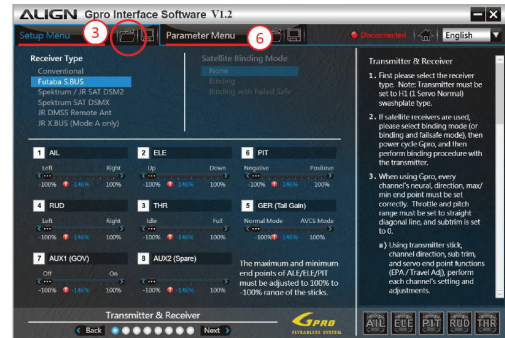 ALIGN Gpro Interface Software V1.2
Setup Menu 3 Parameter Menu 6 Disconnected English
Receiver Type
Conventional
Futaba S.BUS
Spektrum / JR SAT DSM2
Spektrum SAT DSMX
JR DMSS Remote Ant
JR X.BUS (Mode A only)
Satellite Binding Mode
None
Binding
Binding with Failed Safe
1 AIL
Left Right
-100% -146% 100%
2 ELE
Up Down
-100% -146% 100%
6 PIT
Negative Positive
-100% -146% 100%
4 RUD
Left Right
-100% -146% 100%
3 THR
Idle Full
-100% -146% 100%
5 GER (Tail Gain)
Normal Mode AVCS Mode
-100% -146% 100%
7 AUX1 (GOV)
Off On
-100% -146% 100%
8 AUX2 (Spare)
-100% -146% 100%
The maximum and minimum
end points of ALE/ELE/PIT
must be adjusted to 100% to
-100% range of the sticks.
Transmitter & Receiver
Back Next
GPRO
FLYBARLESS SYSTEM
Transmitter & Receiver
1. First please select the receiver
type. Note: Transmitter must be
set to H1 (1 Servo Normal)
swashplate type.
2. If satellite receivers are used,
please select binding mode (or
binding and failsafe mode), then
power cycle Gpro, and then
perform binding procedure with
the transmitter.
3. When using Gpro, every
channel's neural, direction, max/
min end point must be set
correctly. Throttle and pitch
range must be set to straight
diagonal line, and subtrim is set
to 0.
a) Using transmitter stick,
channel direction, sub trim,
and servo end point functions
(EPA / Travel Adj), perform
each channel's setting and
adjustments.
AIL ELE PIT RUD THR